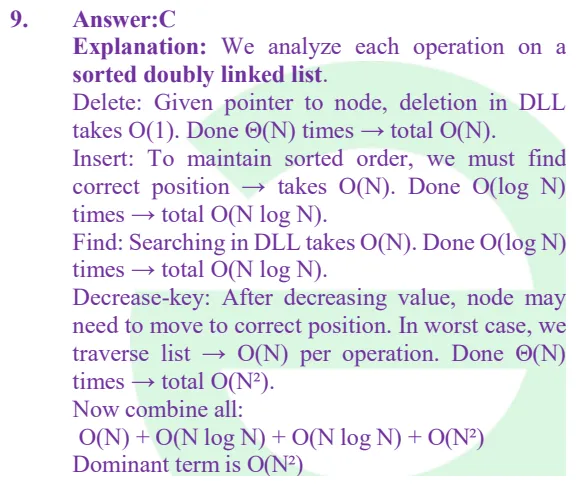 9. Answer:C
Explanation: We analyze each operation on a
sorted doubly linked list.
Delete: Given pointer to node, deletion in DLL
takes O(1). Done Θ(N) times → total O(N).
Insert: To maintain sorted order, we must find
correct position → takes O(N). Done O(log N)
times → total O(N log N).
Find: Searching in DLL takes O(N). Done O(log N)
times → total O(N log N).
Decrease-key: After decreasing value, node may
need to move to correct position. In worst case, we
traverse list → O(N) per operation. Done Θ(N)
times → total O(N²).
Now combine all:
O(N) + O(N log N) + O(N log N) + O(N²)
Dominant term is O(N²)